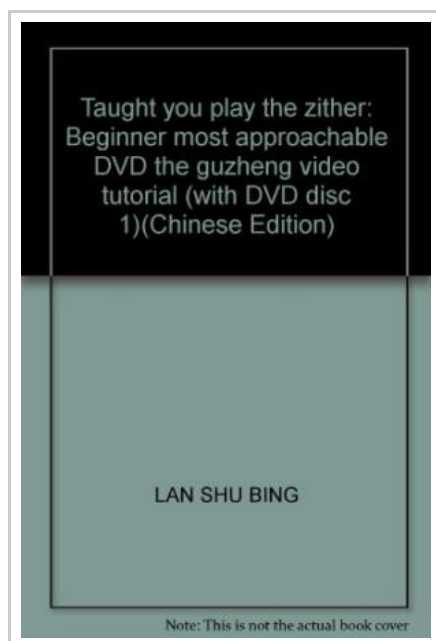 Taught you play the zither:
Beginner most approachable
DVD the guzheng video
tutorial (with DVD disc
1)(Chinese Edition)
LAN SHU BING
Note: This is not the actual book cover